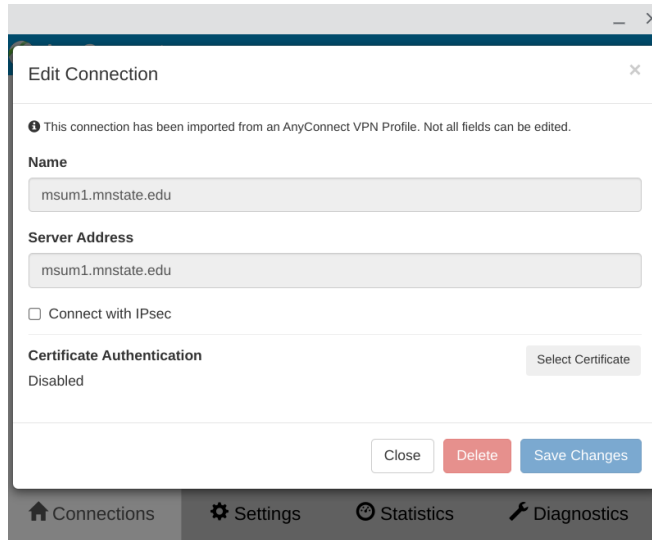 Edit Connection
This connection has been imported from an AnyConnect VPN Profile. Not all fields can be edited.
Name
msum1.mnstate.edu
Server Address
msum1.mnstate.edu
Connect with IPsec
Certificate Authentication
Select Certificate
Disabled
Close Delete Save Changes
Connections Settings Statistics Diagnostics